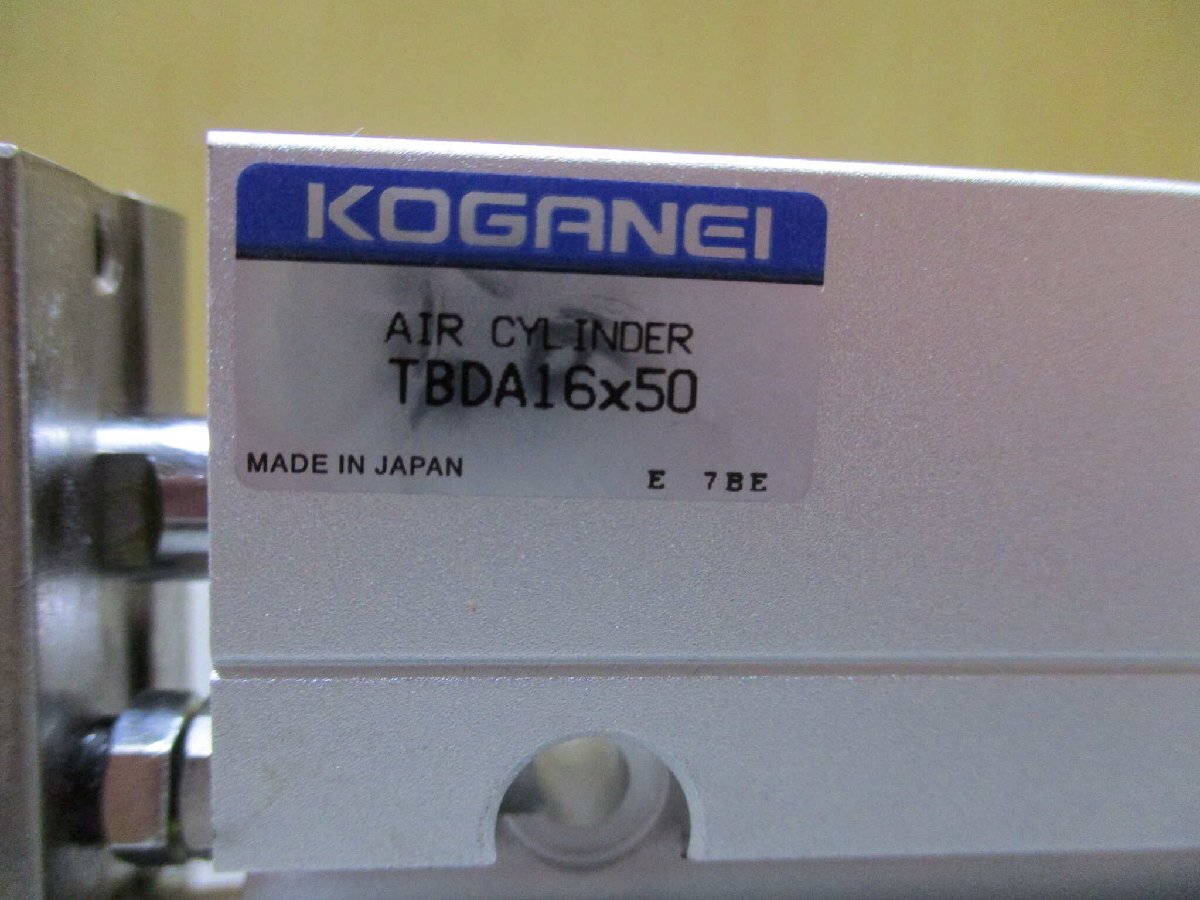 KOGANEI
AIR CYLINDER
TBDA16x50
MADE IN JAPAN E 7BE